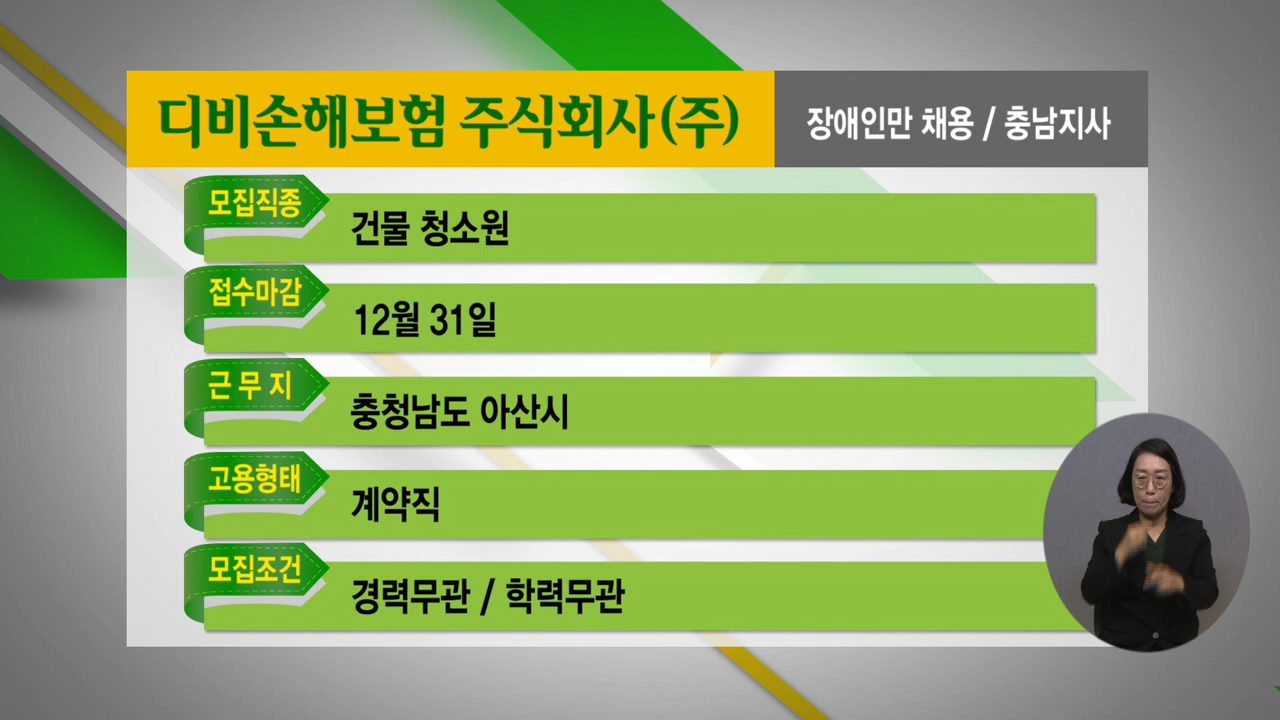 디비손해보험 주식회사(주)
장애인만 채용 / 충남지사
모집직종
건물 청소원
접수마감
12월 31일
근 무 지
충청남도 아산시
고용형태
계약직
모집조건
경력무관 / 학력무관